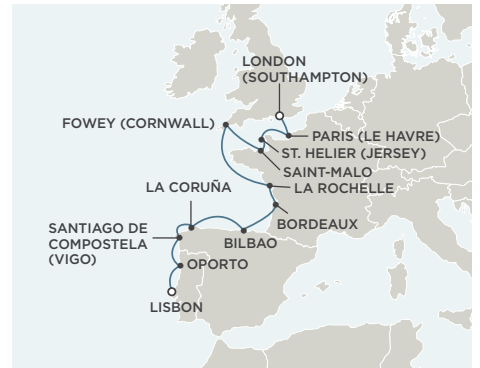 LONDON
(SOUTHAMPTON)
FOWEY (CORNWALL)
PARIS (LE HAVRE)
ST. HELIER (JERSEY)
SAINT-MALO
LA ROCHELLE
LA CORUÑA
BORDEAUX
SANTIAGO DE
COMPOSTELA
(VIGO)
BILBAO
OPORTO
LISBON